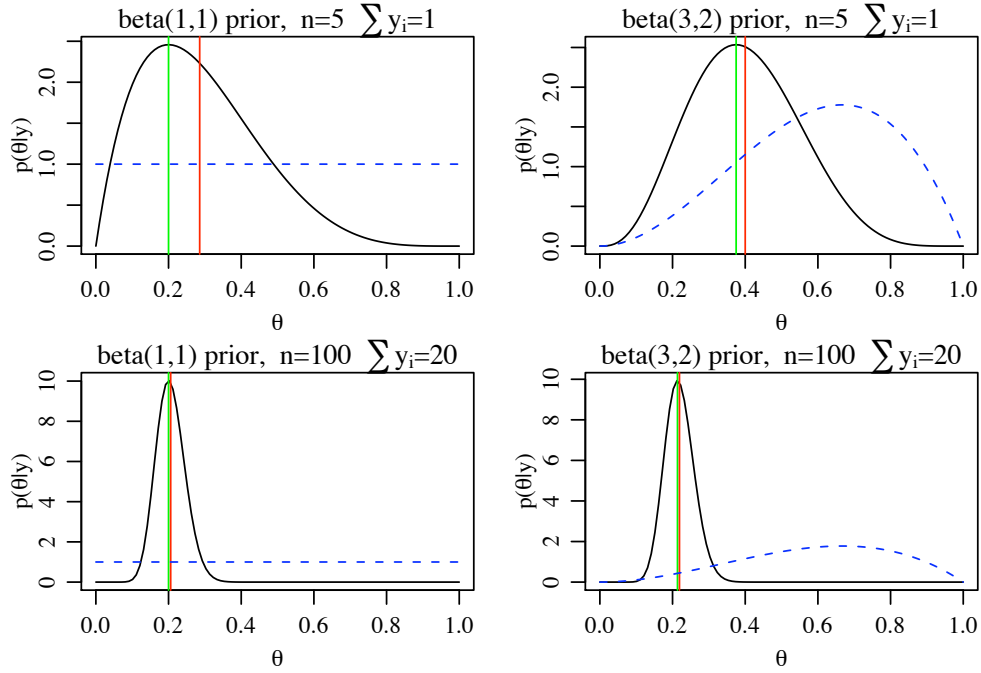 beta(1,1) prior, n=5 ∑ yᵢ=1
p(θ|y)
0.0 1.0 2.0
0.0 0.2 0.4 0.6 0.8 1.0
θ
beta(3,2) prior, n=5 ∑ yᵢ=1
p(θ|y)
0.0 1.0 2.0
0.0 0.2 0.4 0.6 0.8 1.0
θ
beta(1,1) prior, n=100 ∑ yᵢ=20
p(θ|y)
0 2 4 6 8 10
0.0 0.2 0.4 0.6 0.8 1.0
θ
beta(3,2) prior, n=100 ∑ yᵢ=20
p(θ|y)
0 2 4 6 8 10
0.0 0.2 0.4 0.6 0.8 1.0
θ